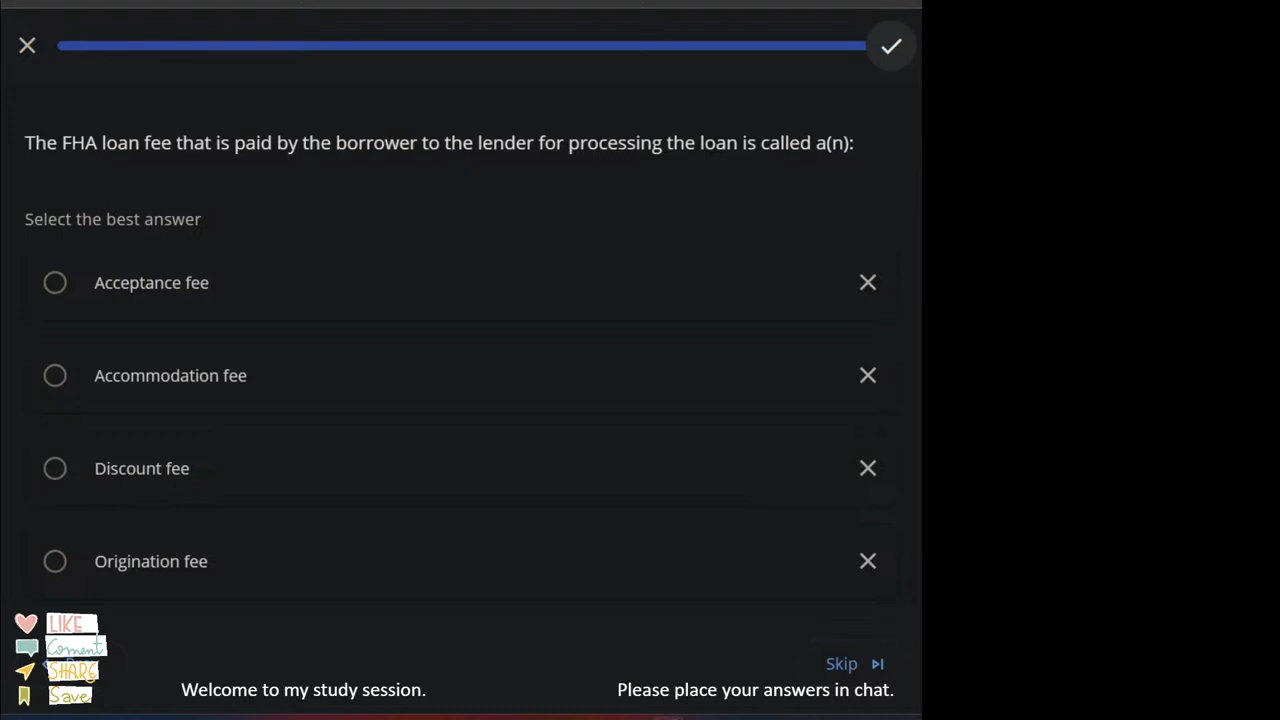 The FHA loan fee that is paid by the borrower to the lender for processing the loan is called a(n):
Select the best answer
Acceptance fee
Accommodation fee
Discount fee
Origination fee
LIKE
Coment
SHARE
Save
Skip
Welcome to my study session.
Please place your answers in chat.